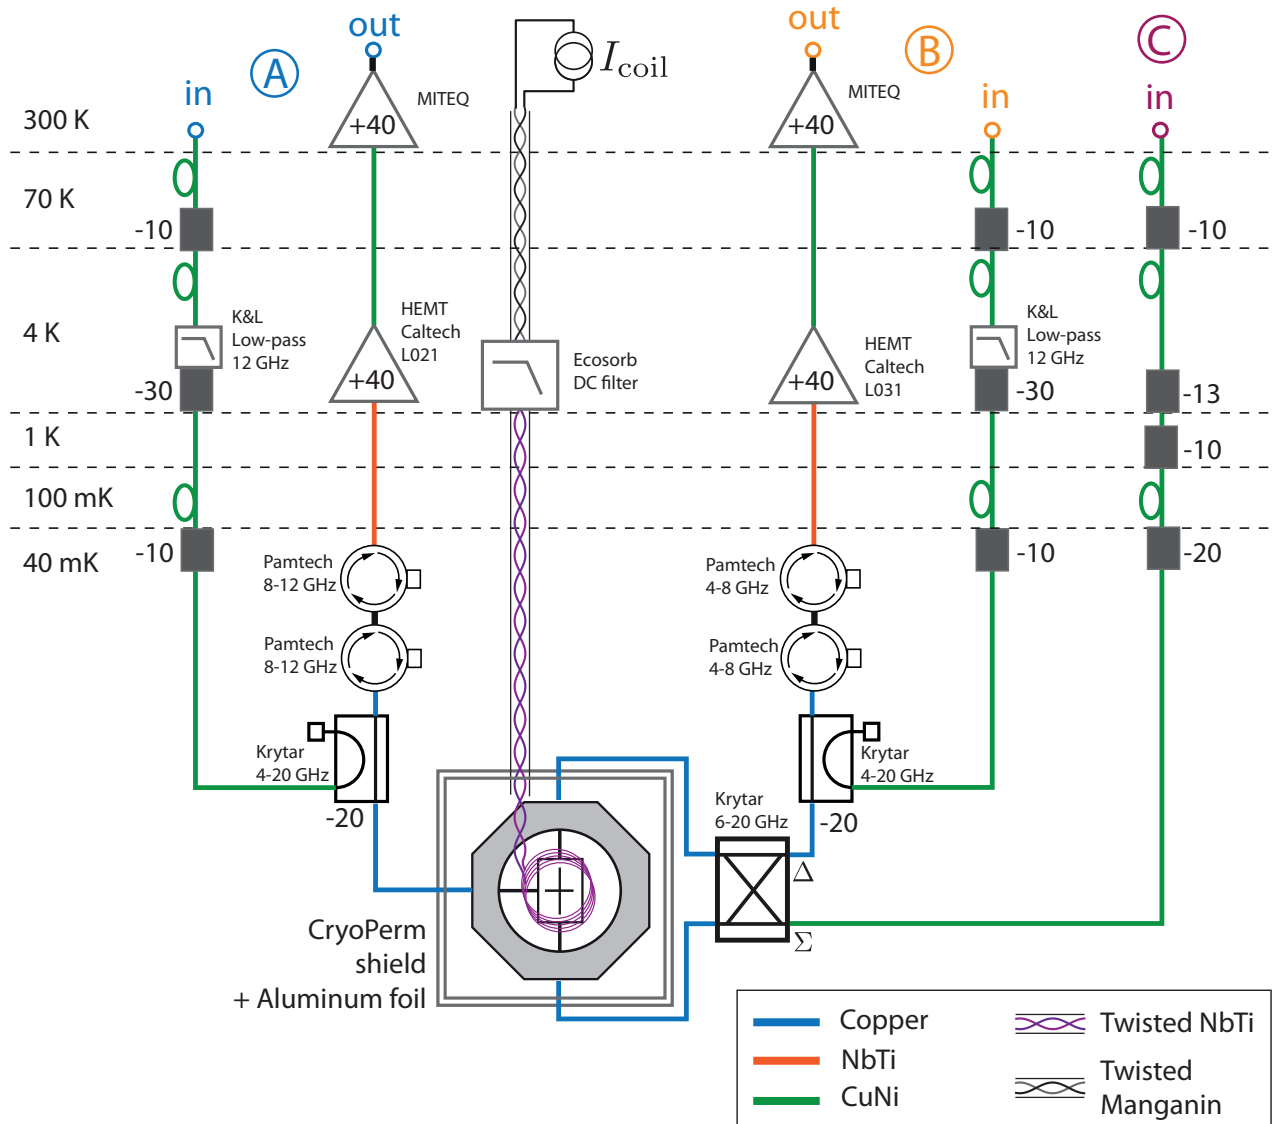 out
A
I_coil
out
B
C
in
MITEQ
MITEQ
in
in
300 K
+40
+40
70 K
-10
-10
-10
4 K
K&L
Low-pass
12 GHz
HEMT
Caltech
L021
Ecosorb
DC filter
HEMT
Caltech
L031
K&L
Low-pass
12 GHz
-30
+40
+40
-30
-13
1 K
-10
100 mK
40 mK
-10
Pamtech
8-12 GHz
Pamtech
4-8 GHz
-10
-20
Pamtech
8-12 GHz
Pamtech
4-8 GHz
Krytar
4-20 GHz
Krytar
4-20 GHz
-20
Krytar
6-20 GHz
-20
Δ
Σ
CryoPerm
shield
+ Aluminum foil
Copper
Twisted NbTi
NbTi
CuNi
Twisted
Manganin